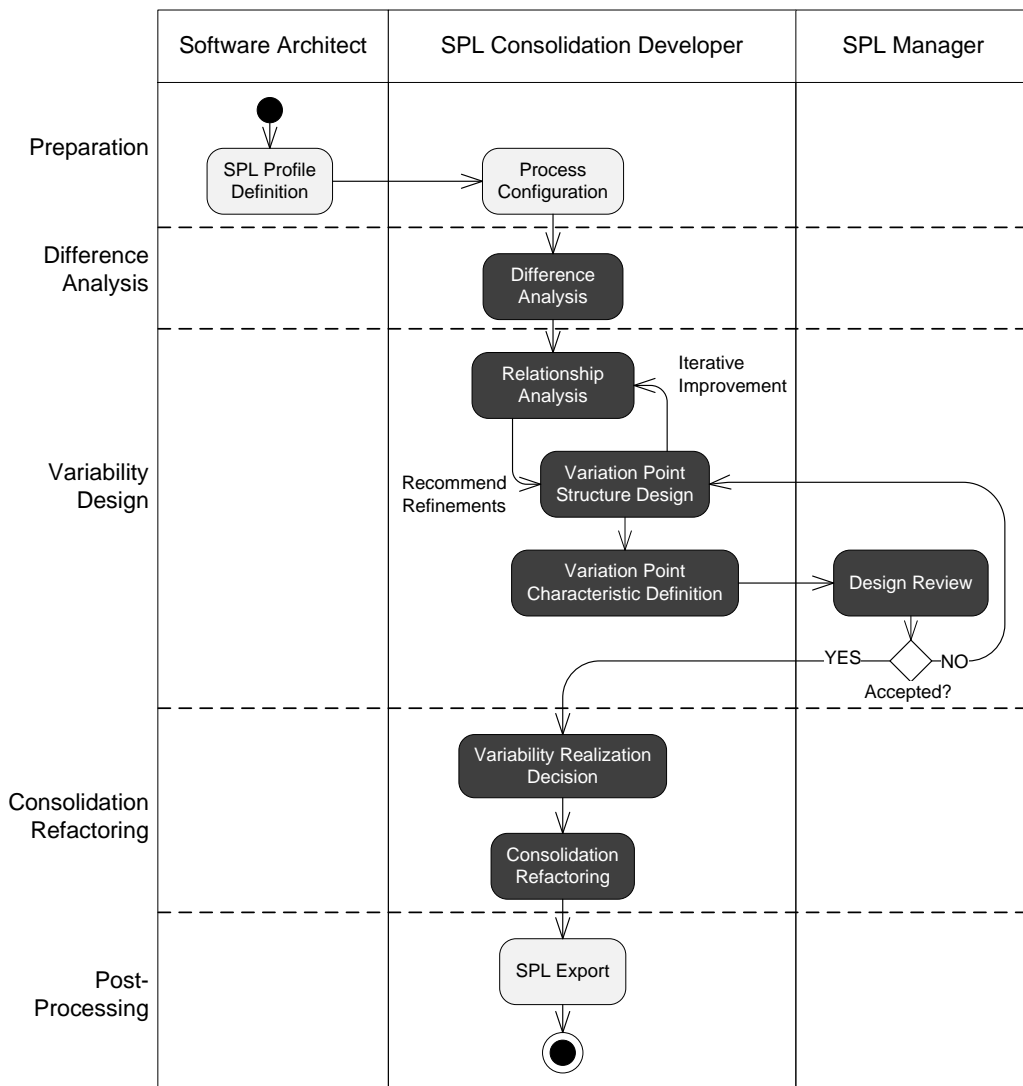 Software Architect
SPL Consolidation Developer
SPL Manager
Preparation
SPL Profile
Definition
Process
Configuration
Difference
Analysis
Difference
Analysis
Variability
Design
Relationship
Analysis
Iterative
Improvement
Recommend
Refinements
Variation Point
Structure Design
Variation Point
Characteristic Definition
Design Review
YES
NO
Accepted?
Consolidation
Refactoring
Variability Realization
Decision
Consolidation
Refactoring
Post-
Processing
SPL Export